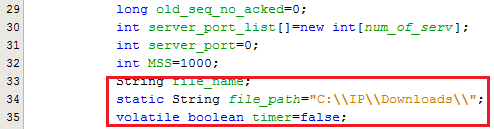 29 long old_seq_no_acked=0;
30 int server_port_list[]=new int[num_of_serv];
31 int server_port=0;
32 int MSS=1000;
33 String file_name;
34 static String file_path="C:\\IP\\Downloads\\";
35 volatile boolean timer=false;